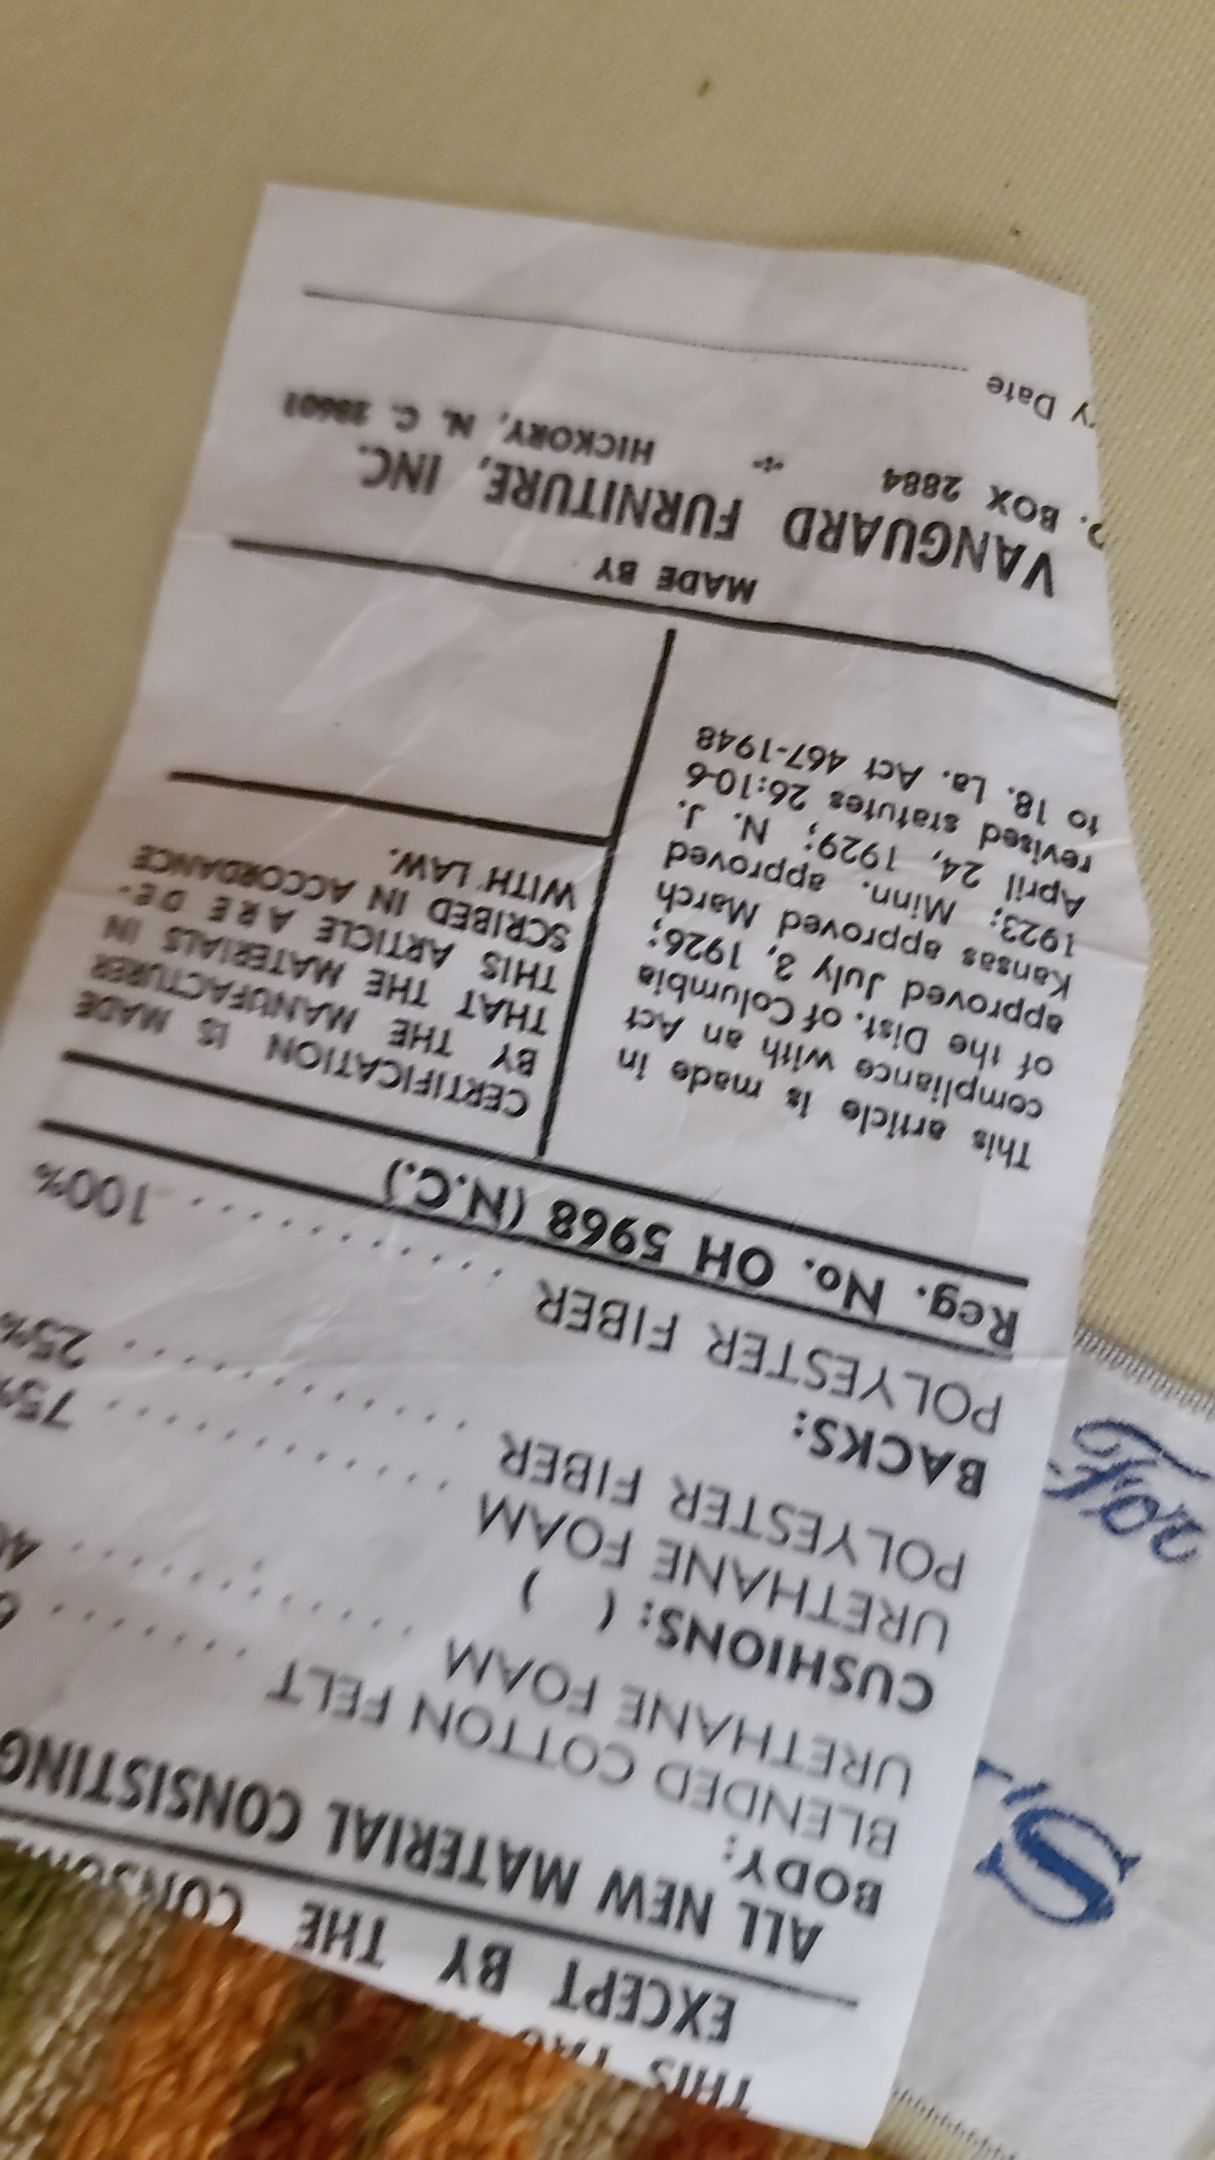 THIS TAG
EXCEPT BY THE
ALL NEW MATERIAL CONSISTING
BODY:
BLENDED COTTON FELT . . . . . . . .
URETHANE FOAM . . . . . . . . . . . .
CUSHIONS: ( )
URETHANE FOAM . . . . . . . . . . . . 75%
POLYESTER FIBER . . . . . . . . . . . 25%
BACKS:
POLYESTER FIBER . . . . . . . . . . 100%
Reg. No. OH 5968 (N.C.)
This article is made in
compliance with an Act
of the Dist. of Columbia
approved July 3, 1926;
Kansas approved March
1923; Minn. approved
April 24, 1929; N. J.
revised statutes 26:10-6
to 18. La. Act 467-1948
CERTIFICATION IS MADE
BY THE MANUFACTURER
THAT THE MATERIALS IN
THIS ARTICLE ARE DE-
SCRIBED IN ACCORDANCE
WITH LAW.
MADE BY
VANGUARD FURNITURE, INC.
. BOX 2884 HICKORY, N. C. 28601
y Date
For
S